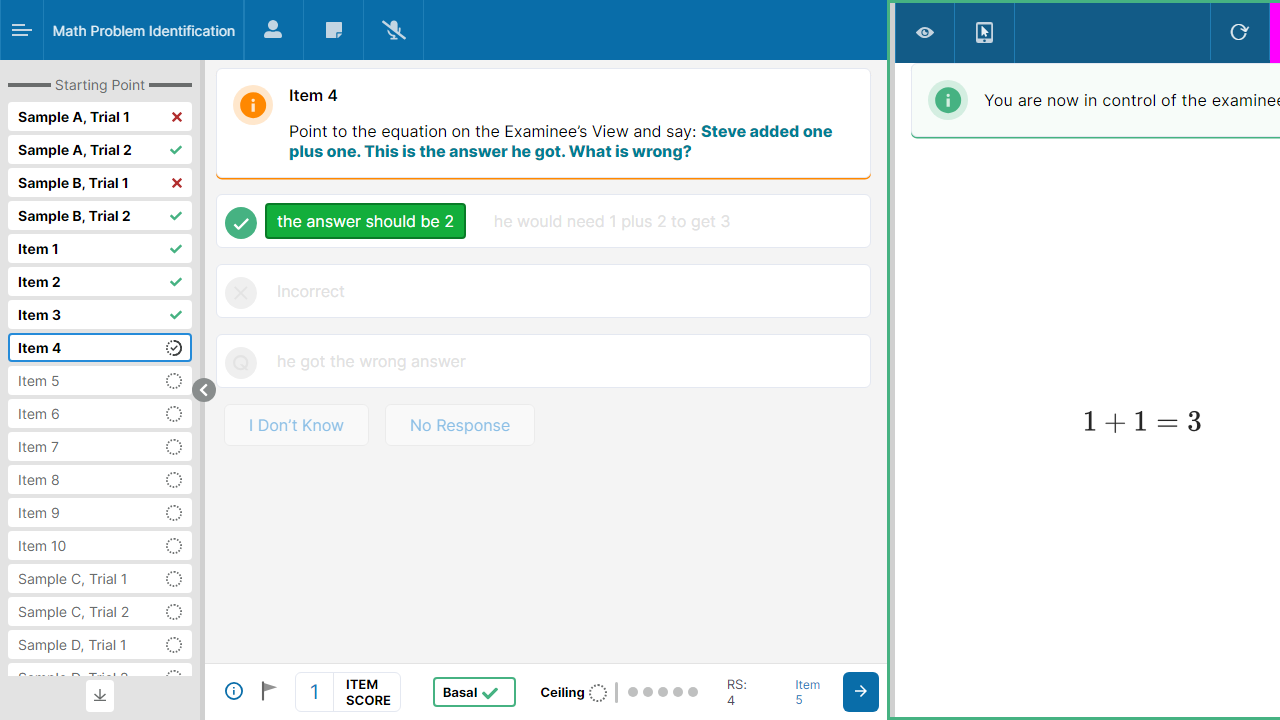 Math Problem Identification
Starting Point
Sample A, Trial 1
Sample A, Trial 2
Sample B, Trial 1
Sample B, Trial 2
Item 1
Item 2
Item 3
Item 4
Item 5
Item 6
Item 7
Item 8
Item 9
Item 10
Sample C, Trial 1
Sample C, Trial 2
Sample D, Trial 1
Item 4
Point to the equation on the Examinee's View and say: Steve added one
plus one. This is the answer he got. What is wrong?
the answer should be 2
he would need 1 plus 2 to get 3
Incorrect
Q he got the wrong answer
I Don't Know
No Response
1 ITEM
SCORE
Basal
Ceiling
RS:
4
Item
5
You are now in control of the examinee
1 + 1 = 3